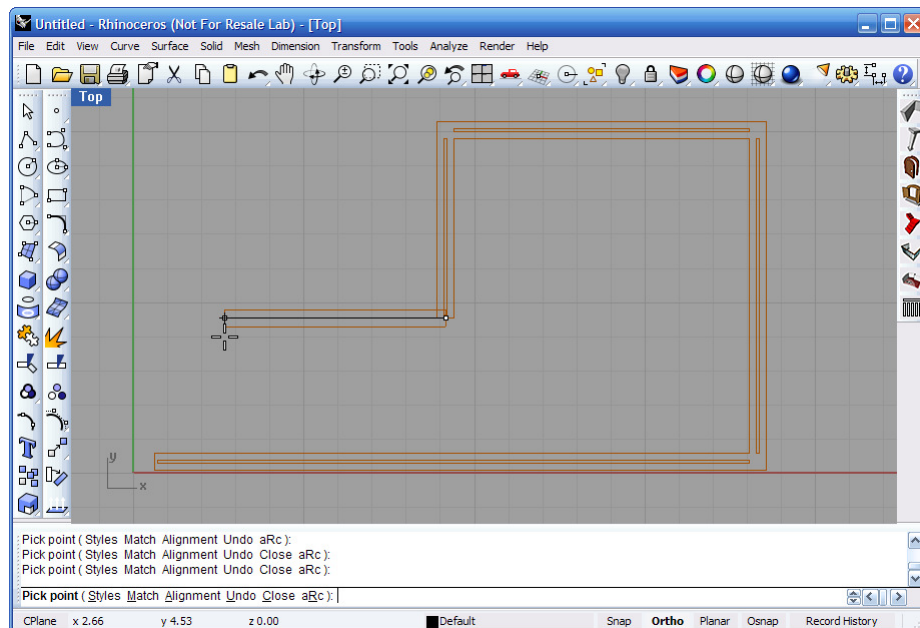 Untitled - Rhinoceros (Not For Resale Lab) - [Top]
File Edit View Curve Surface Solid Mesh Dimension Transform Tools Analyze Render Help
Top
y
x
Pick point ( Styles Match Alignment Undo aRc ):
Pick point ( Styles Match Alignment Undo Close aRc ):
Pick point ( Styles Match Alignment Undo Close aRc ):
Pick point ( Styles Match Alignment Undo Close aRc ):
CPlane x 2.66 y 4.53 z 0.00 Default Snap Ortho Planar Osnap Record History